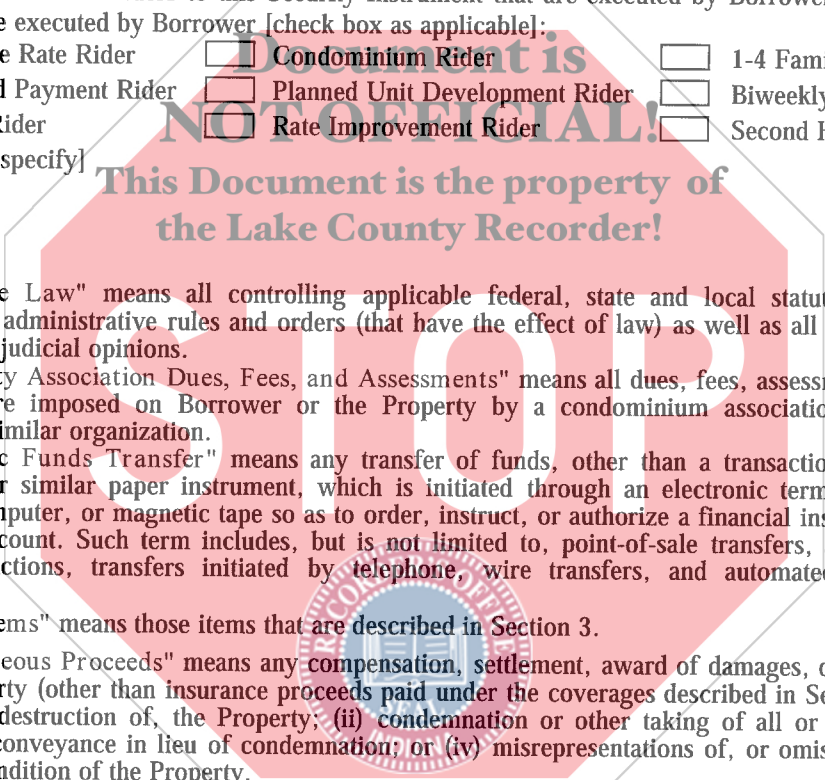 e executed by Borrower [check box as applicable]:
e Rate Rider Condominium Rider 1-4 Fami
d Payment Rider Planned Unit Development Rider Biweekly
Rider Rate Improvement Rider Second H
specify]
Document is
NOT OFFICIAL!
This Document is the property of
the Lake County Recorder!
STOP
e Law" means all controlling applicable federal, state and local statut
administrative rules and orders (that have the effect of law) as well as all
judicial opinions.
ty Association Dues, Fees, and Assessments" means all dues, fees, assessm
re imposed on Borrower or the Property by a condominium associatio
imilar organization.
c Funds Transfer" means any transfer of funds, other than a transactio
r similar paper instrument, which is initiated through an electronic term
mputer, or magnetic tape so as to order, instruct, or authorize a financial ins
count. Such term includes, but is not limited to, point-of-sale transfers,
ctions, transfers initiated by telephone, wire transfers, and automate
ems" means those items that are described in Section 3.
eous Proceeds" means any compensation, settlement, award of damages, o
rty (other than insurance proceeds paid under the coverages described in Se
destruction of, the Property; (ii) condemnation or other taking of all or
conveyance in lieu of condemnation; or (iv) misrepresentations of, or omis
ndition of the Property.
RECORDER'S OFFICE
SEAL
INDIANA